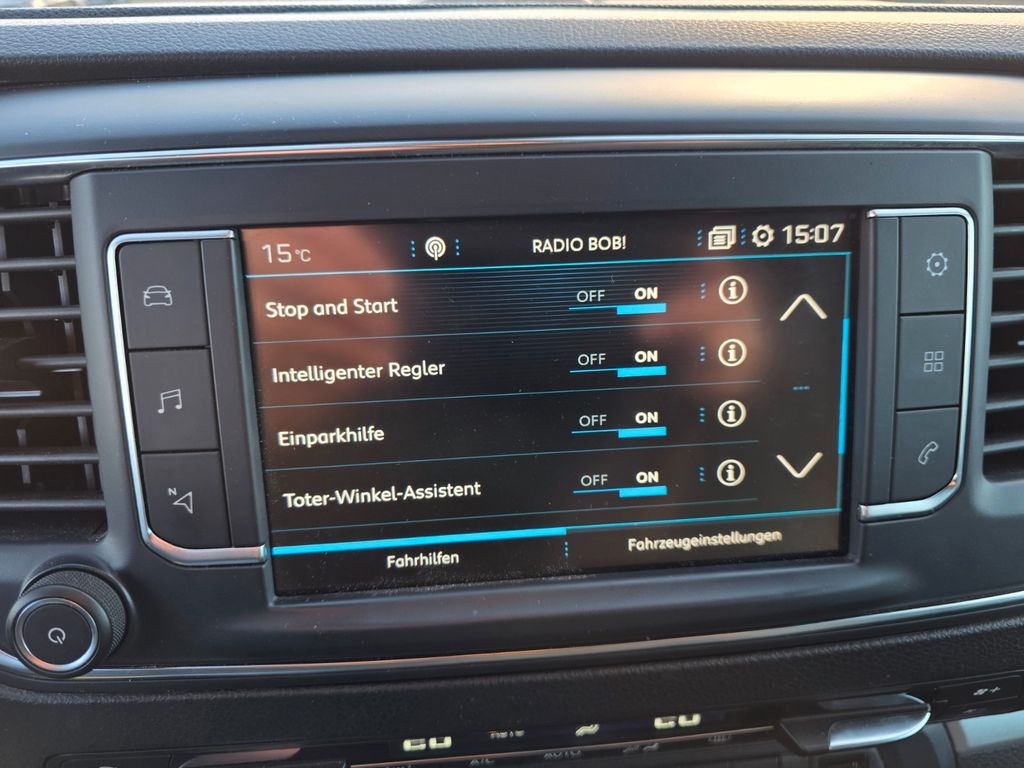 15°C RADIO BOB! 15:07
Stop and Start OFF ON
Intelligenter Regler OFF ON
Einparkhilfe OFF ON
Toter-Winkel-Assistent OFF ON
Fahrhilfen Fahrzeugeinstellungen
N